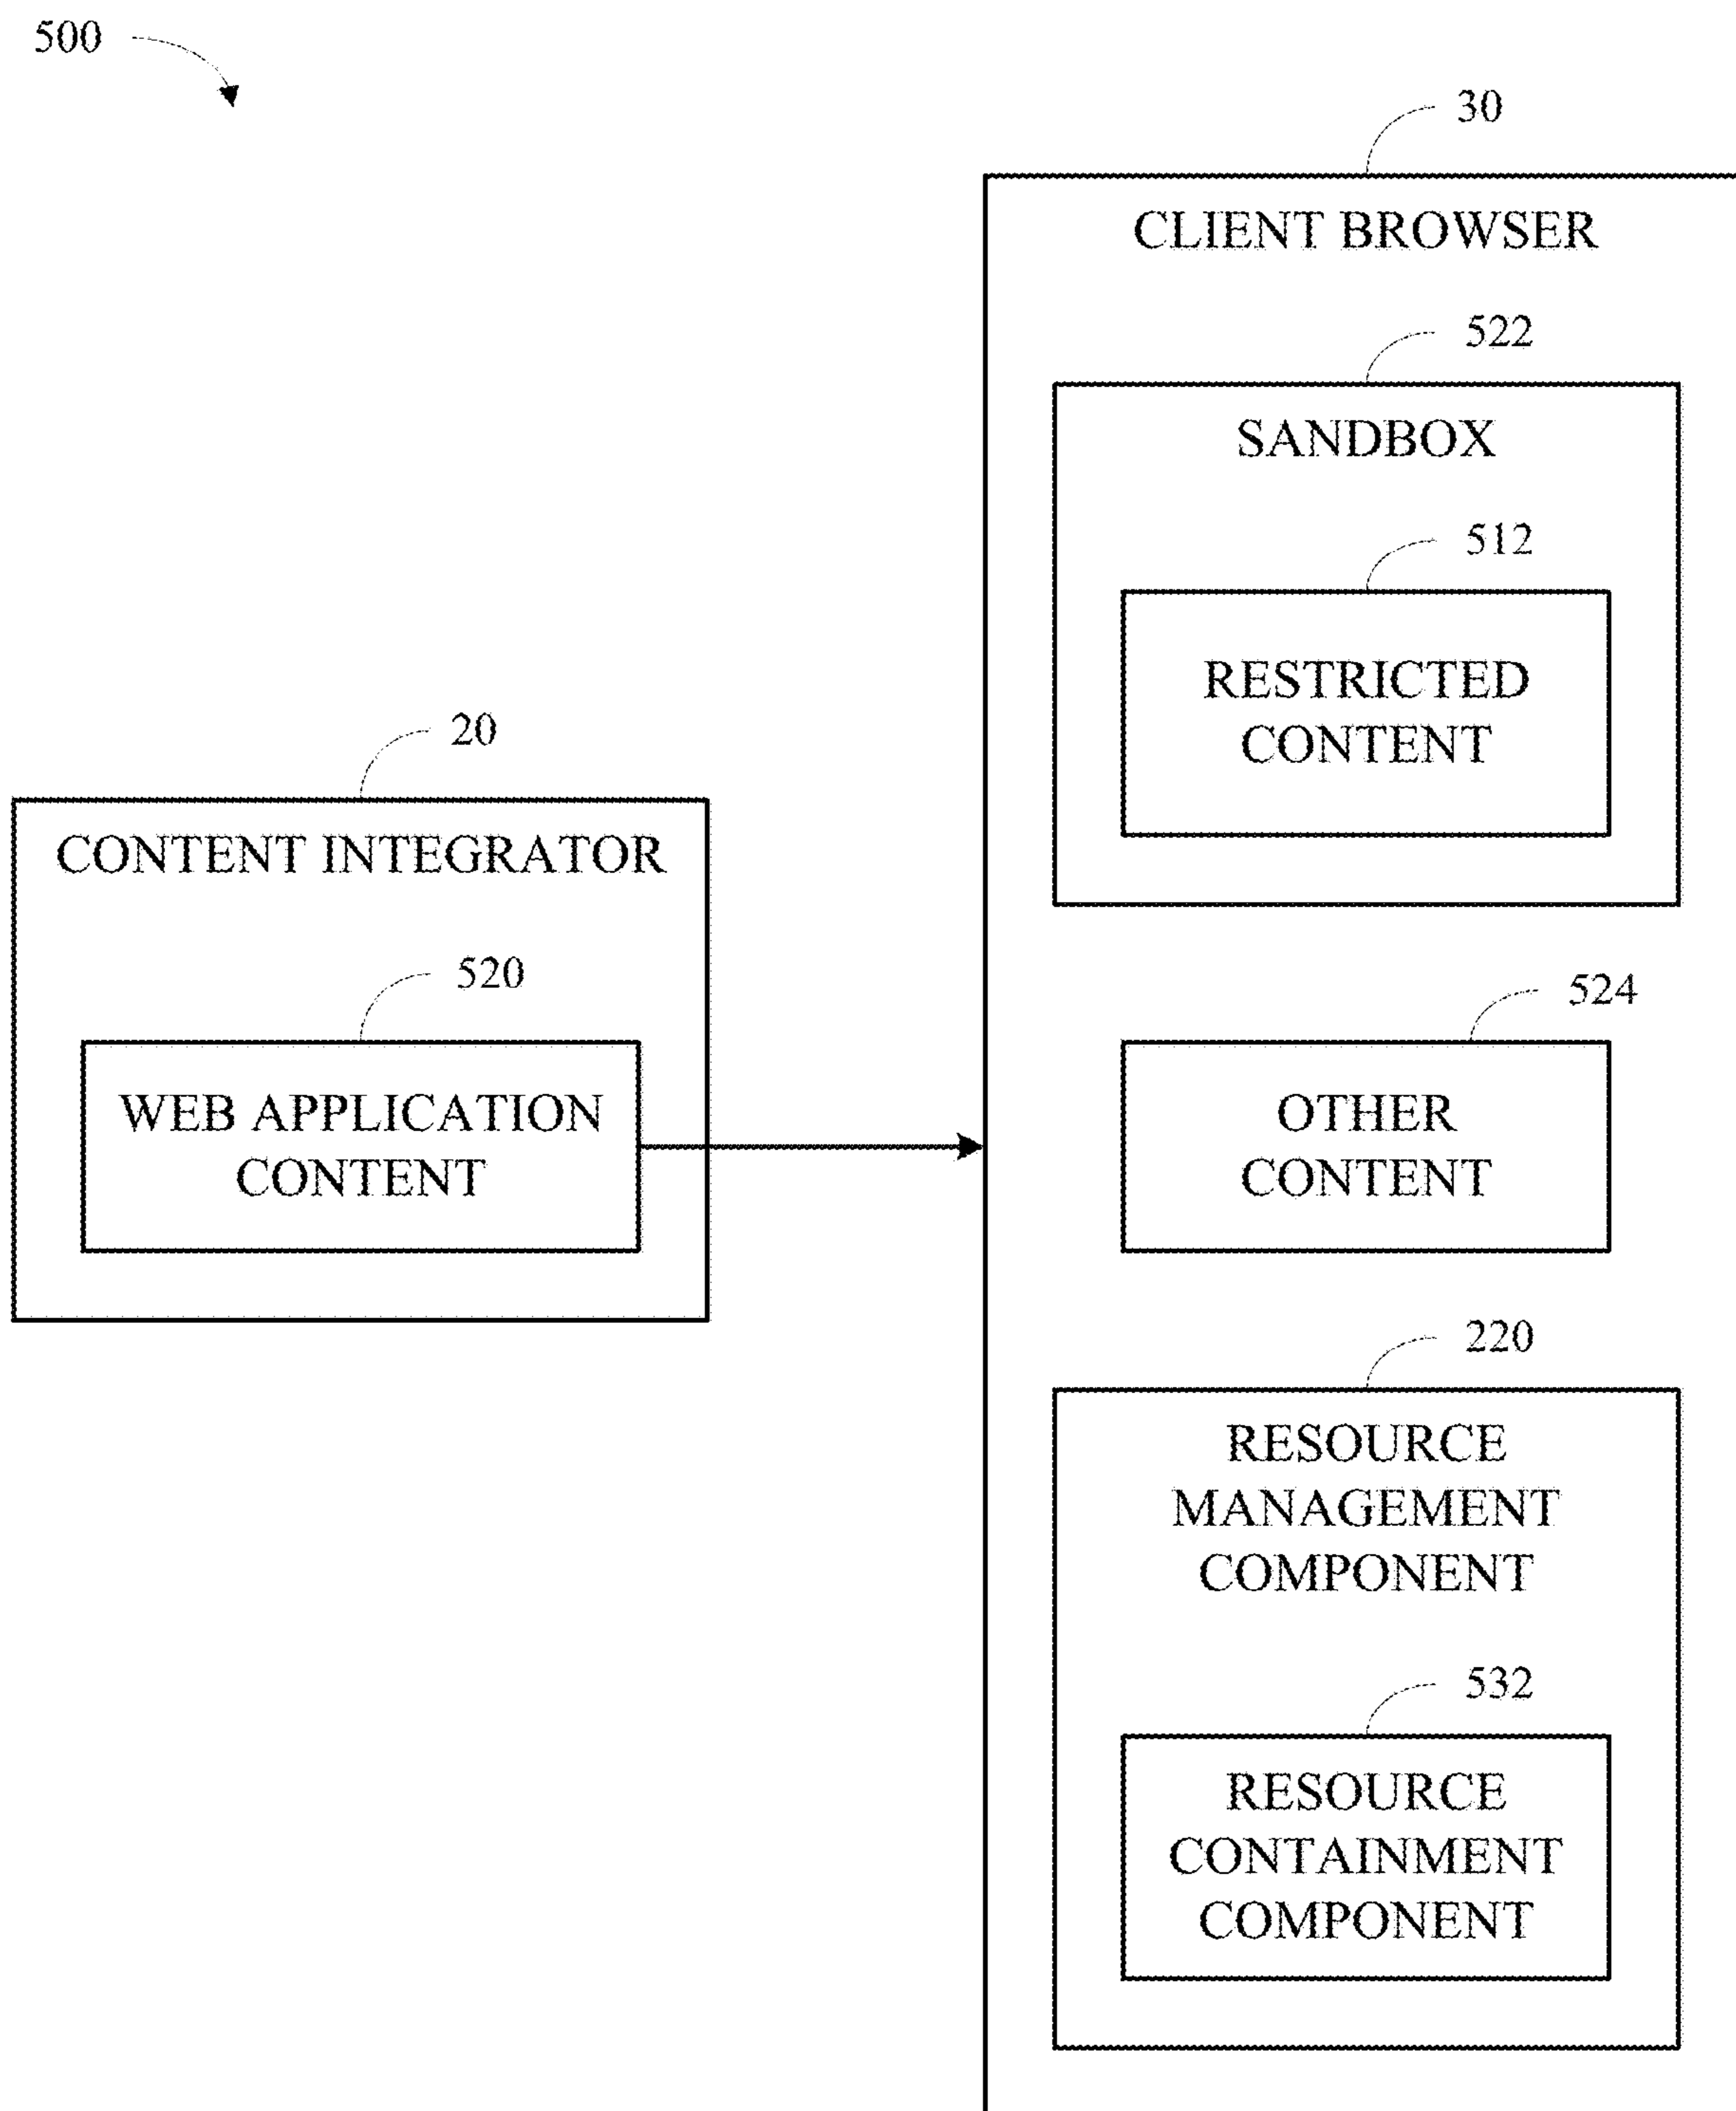 500
30
CLIENT BROWSER
522
SANDBOX
512
RESTRICTED
CONTENT
20
CONTENT INTEGRATOR
520
WEB APPLICATION
CONTENT
524
OTHER
CONTENT
220
RESOURCE
MANAGEMENT
COMPONENT
532
RESOURCE
CONTAINMENT
COMPONENT